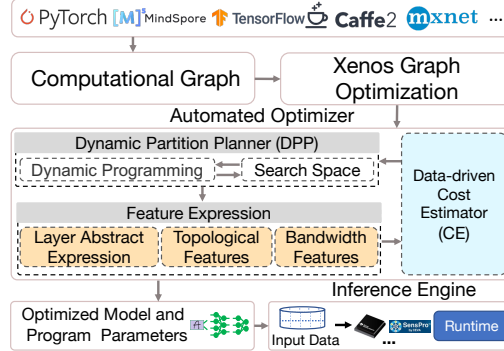 PyTorch [M]s MindSpore TensorFlow Caffe2 mxnet ...
Computational Graph
Xenos Graph
Optimization
Automated Optimizer
Dynamic Partition Planner (DPP)
Dynamic Programming
Search Space
Feature Expression
Layer Abstract
Expression
Topological
Features
Bandwidth
Features
Data-driven
Cost
Estimator
(CE)
Optimized Model and
Program Parameters
Inference Engine
Input Data
...
SensPro
Runtime